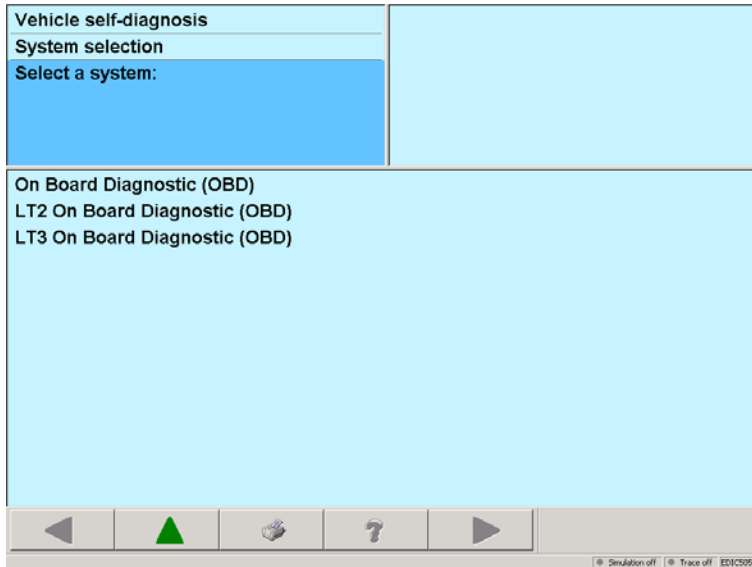 Vehicle self-diagnosis
System selection
Select a system:
On Board Diagnostic (OBD)
LT2 On Board Diagnostic (OBD)
LT3 On Board Diagnostic (OBD)
?
Simulation off Trace off EDIC505